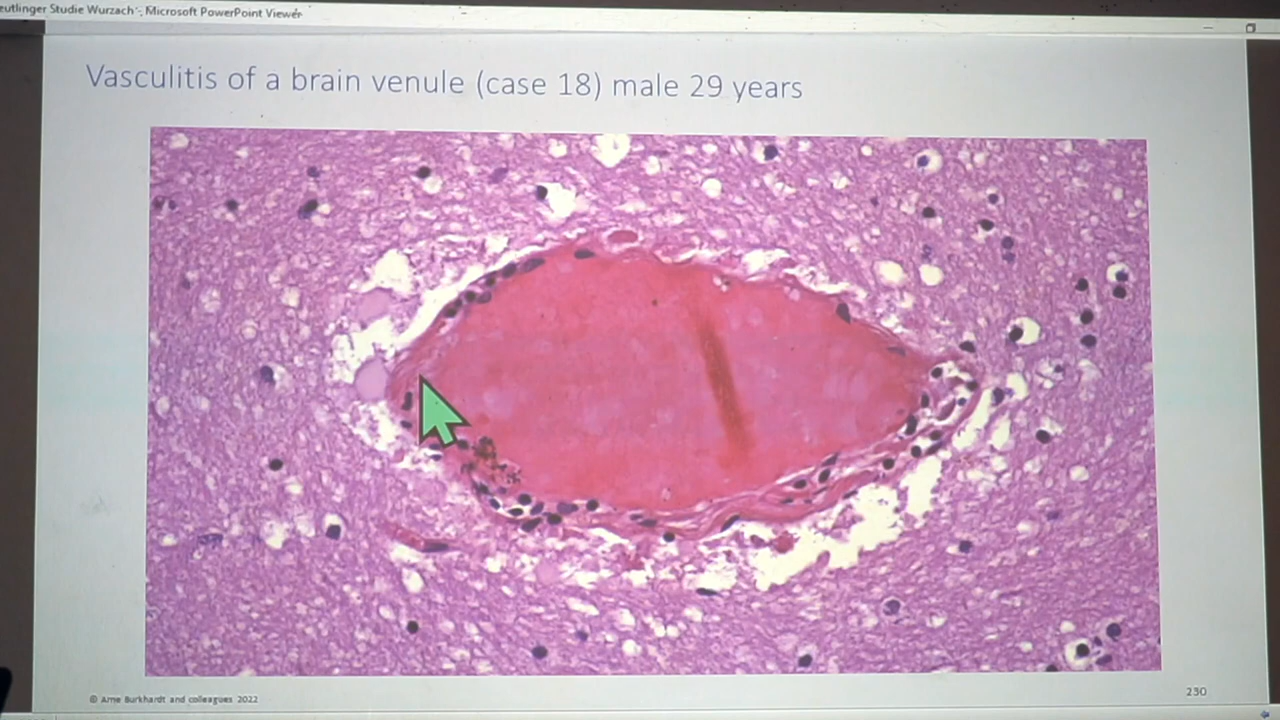 eutlinger Studie Wurzach - Microsoft PowerPoint Viewer
Vasculitis of a brain venule (case 18) male 29 years
© Arne Burkhardt and colleagues 2022
230